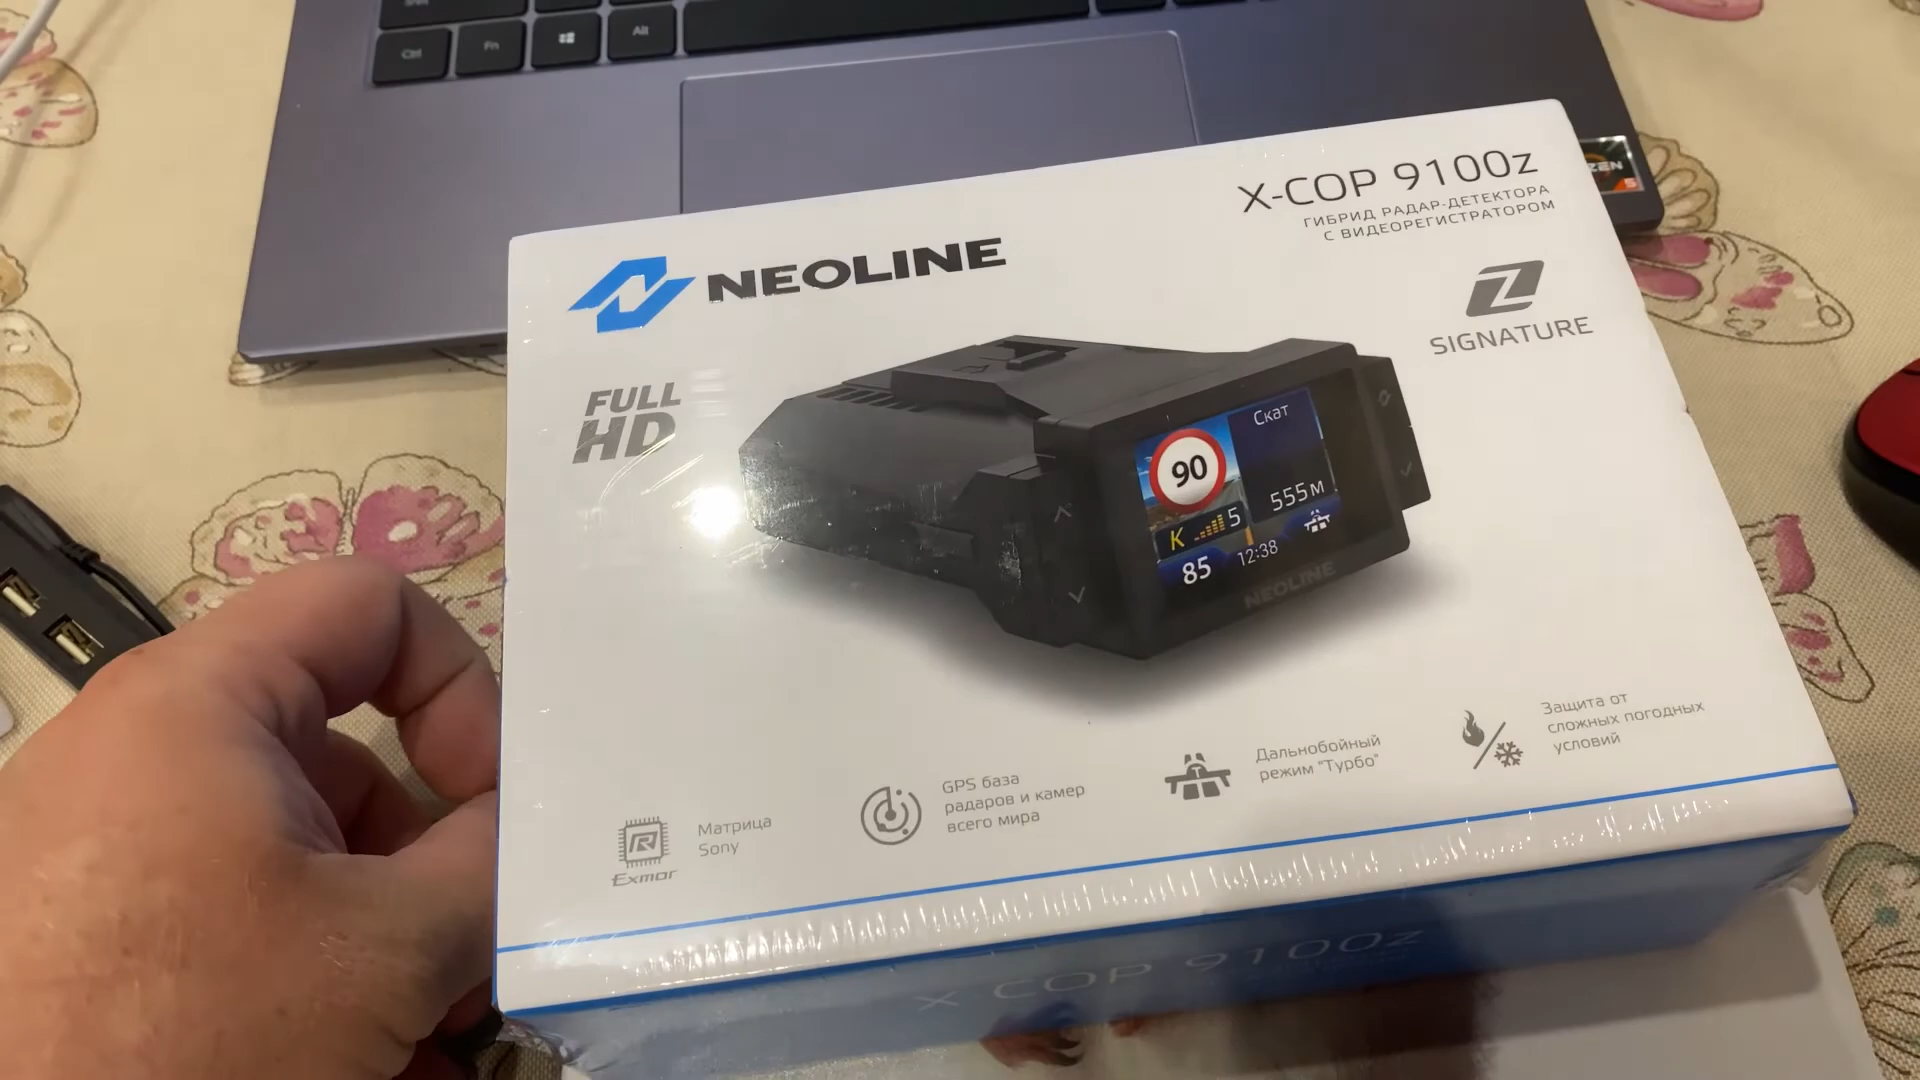 Ctrl
Fn
Alt
ZEN
5
X-COP 9100z
ГИБРИД РАДАР-ДЕТЕКТОРА
С ВИДЕОРЕГИСТРАТОРОМ
NEOLINE
Z
SIGNATURE
FULL
HD
90
Скат
555м
K 5
85
12:38
NEOLINE
Матрица
Sony
Exmor
R
GPS база
радаров и камер
всего мира
T
Дальнобойный
режим "Турбо"
Защита от
сложных погодных
условий
X-COP 9100z